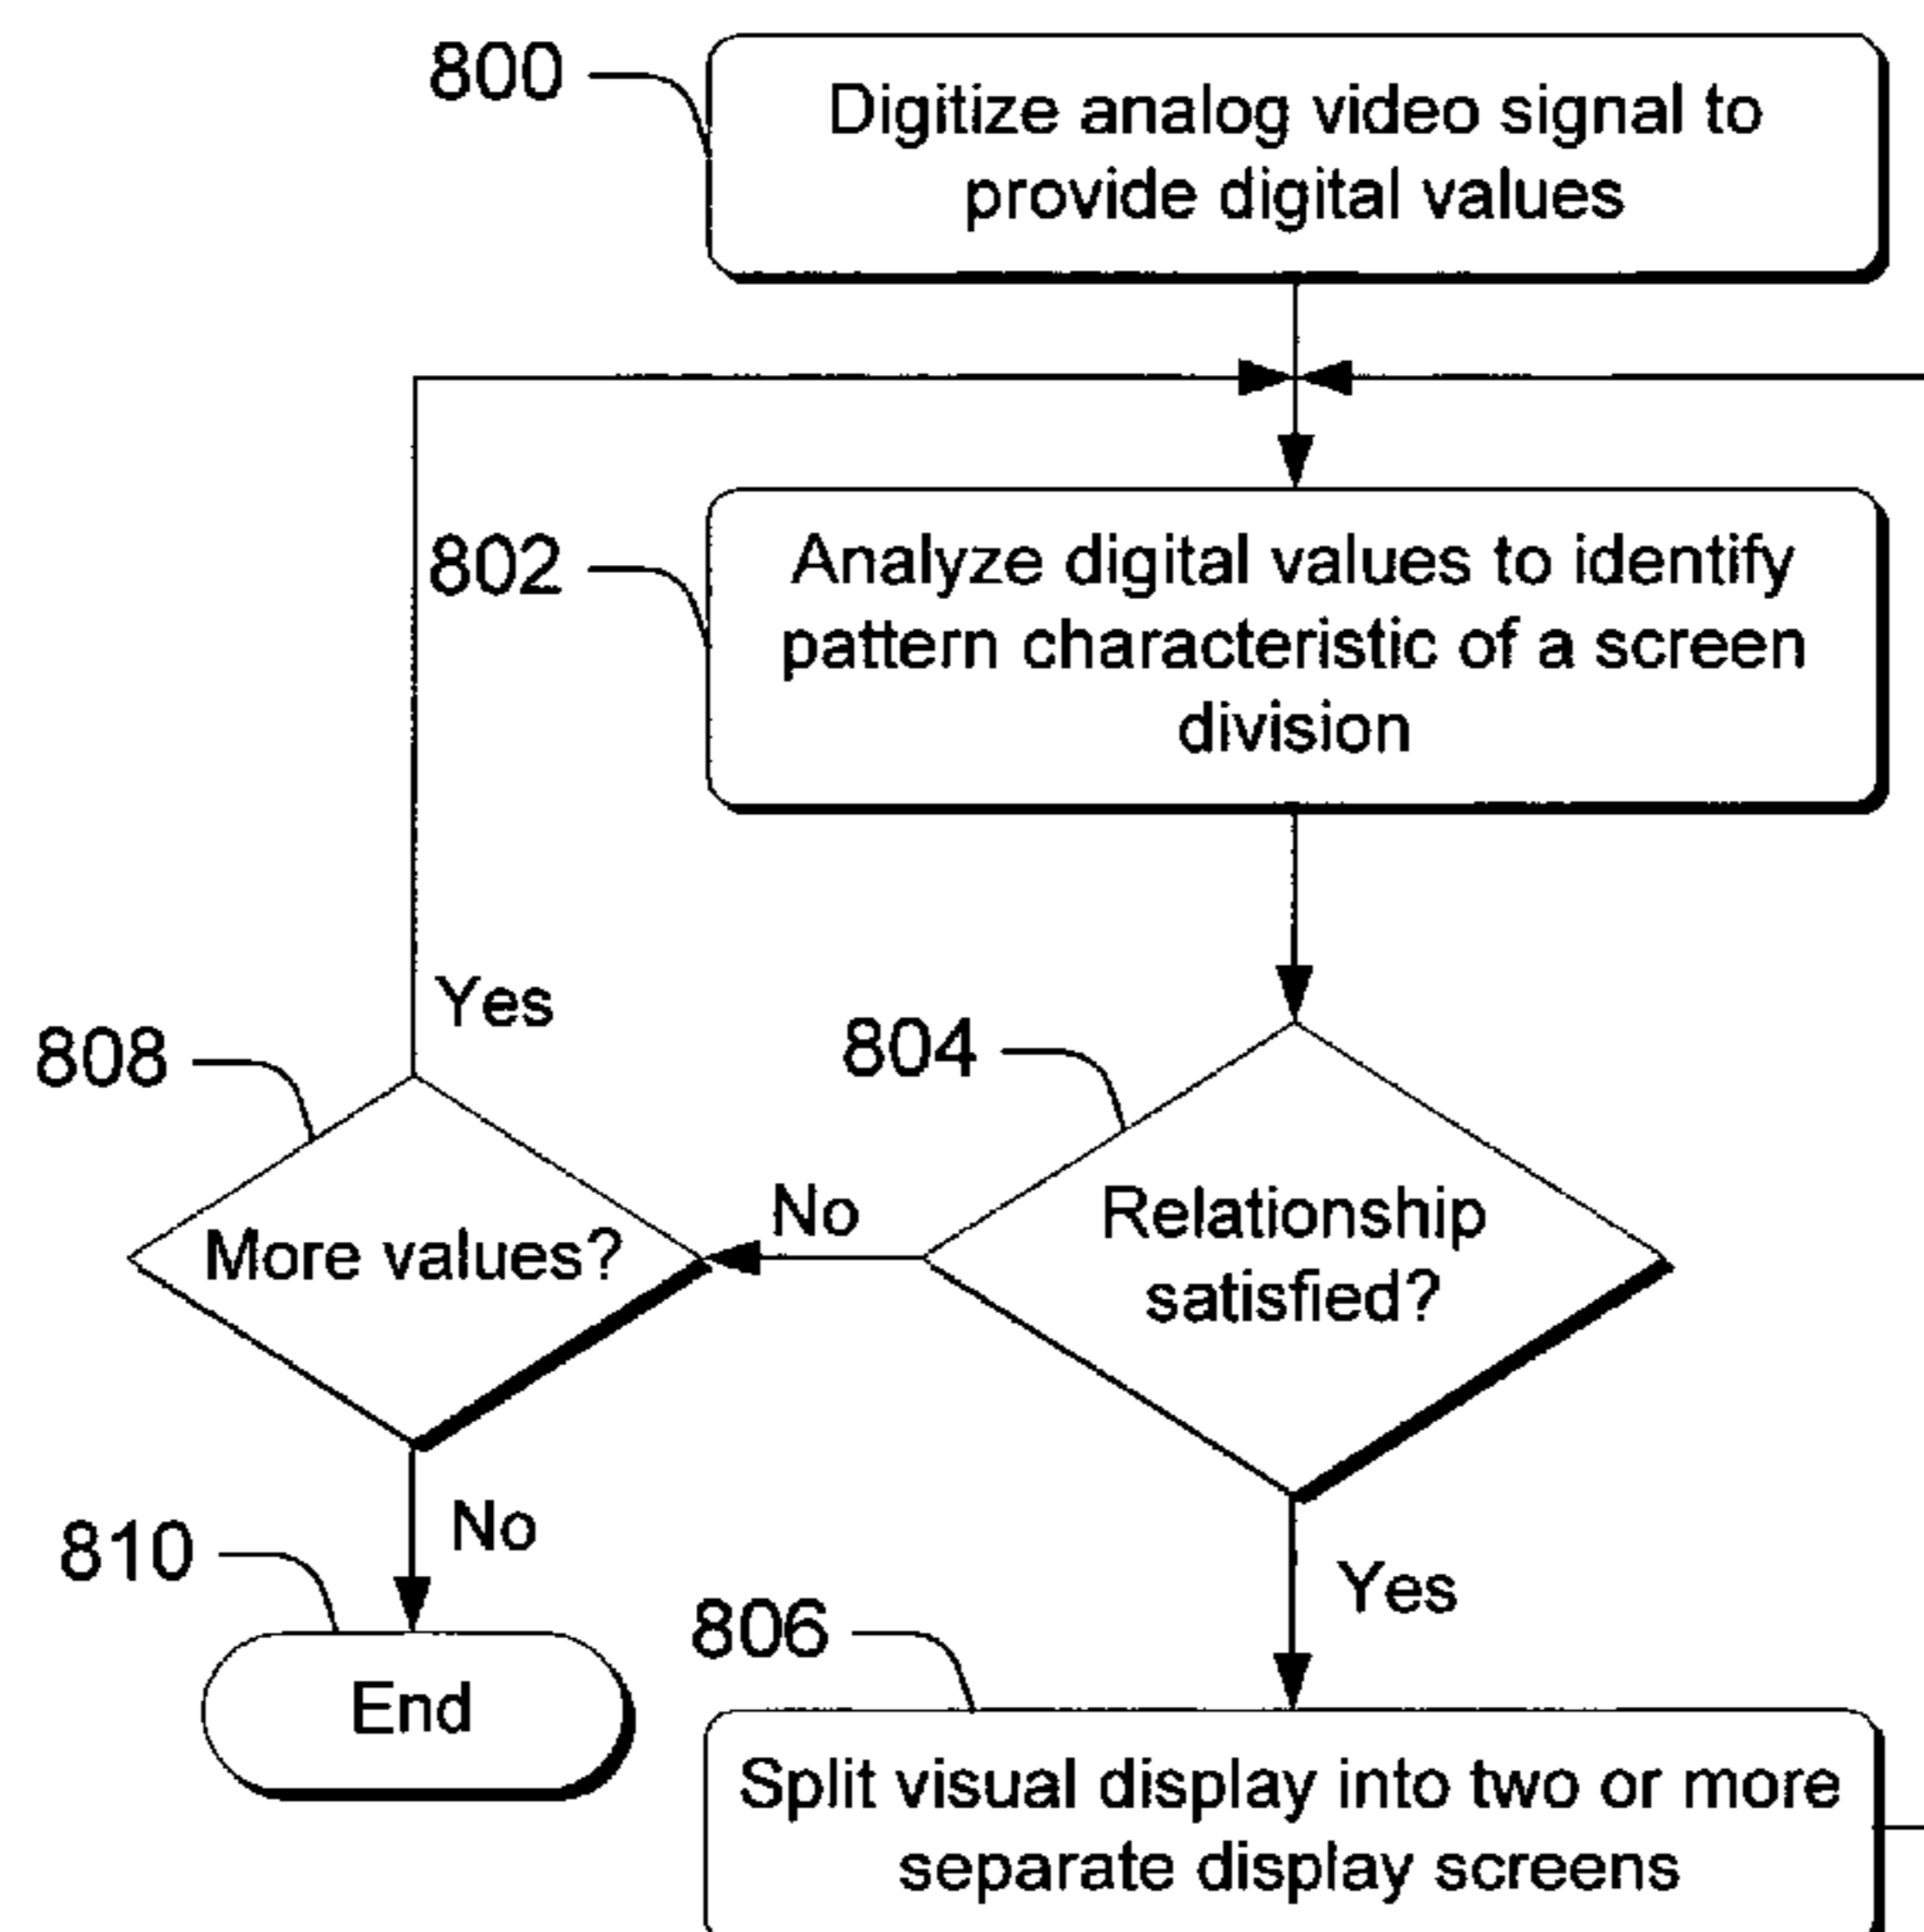 800
Digitize analog video signal to
provide digital values
802
Analyze digital values to identify
pattern characteristic of a screen
division
Yes
808
804
More values?
No
Relationship
satisfied?
No
Yes
810
End
806
Split visual display into two or more
separate display screens